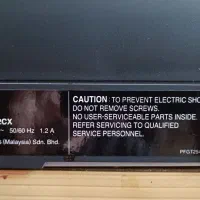 CX
~ 50/60 Hz 1.2 A
(Malaysia) Sdn. Bhd.
CAUTION : TO PREVENT ELECTRIC SHO
DO NOT REMOVE SCREWS.
NO USER-SERVICEABLE PARTS INSIDE.
REFER SERVICING TO QUALIFIED
SERVICE PERSONNEL.